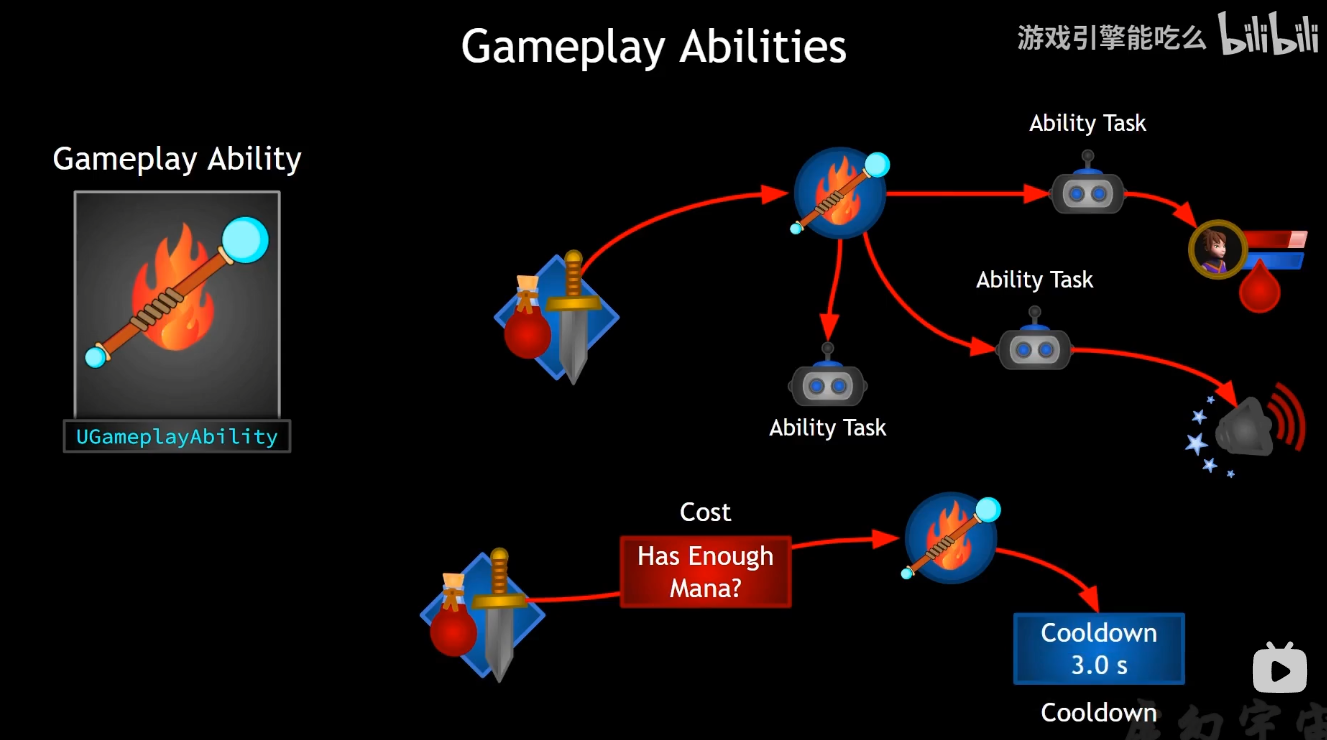 Gameplay Abilities
游戏引擎能吃么 bilibili
Ability Task
Gameplay Ability
Ability Task
UGameplayAbility
Ability Task
Cost
Has Enough
Mana?
Cooldown
3.0 s
Cooldown